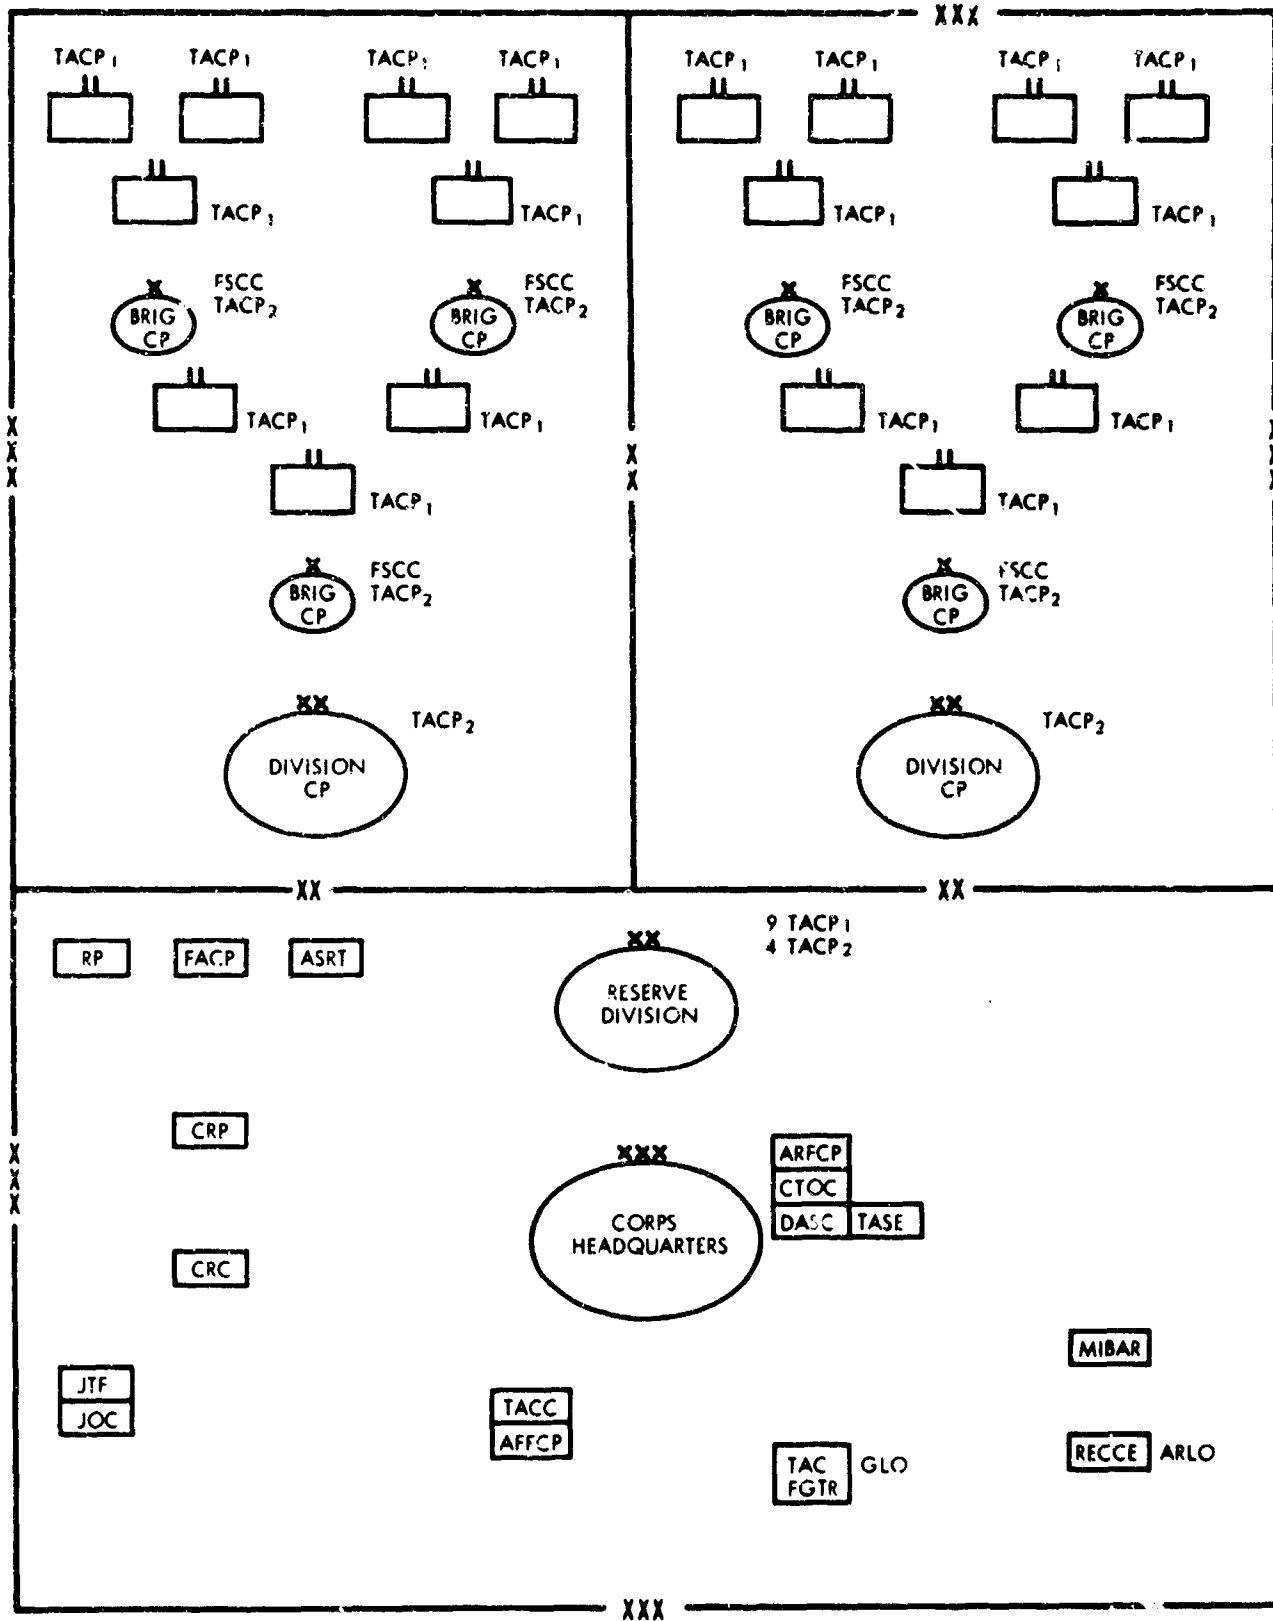 XXX
TACP1 TACP1 TACP1 TACP1 TACP1 TACP1 TACP1 TACP1
TACP1 TACP1 TACP1 TACP1
X FSCC X FSCC X FSCC X FSCC
TACP2 TACP2 TACP2 TACP2
BRIG BRIG BRIG BRIG
CP CP CP CP
TACP1 TACP1 TACP1 TACP1
XXX XX
TACP1 TACP1
X FSCC X FSCC
BRIG TACP2 BRIG TACP2
CP CP
XX TACP2 XX TACP2
DIVISION DIVISION
CP CP
XX XX
9 TACP1
XX 4 TACP2
RP FACP ASRT
RESERVE
DIVISION
CRP
XXX XXX ARFCP
CTOC
CORPS DASC TASE
HEADQUARTERS
CRC
MIBAR
JTF TACC
JOC AFFCP
TAC GLO RECCE ARLO
FGTR
XXX